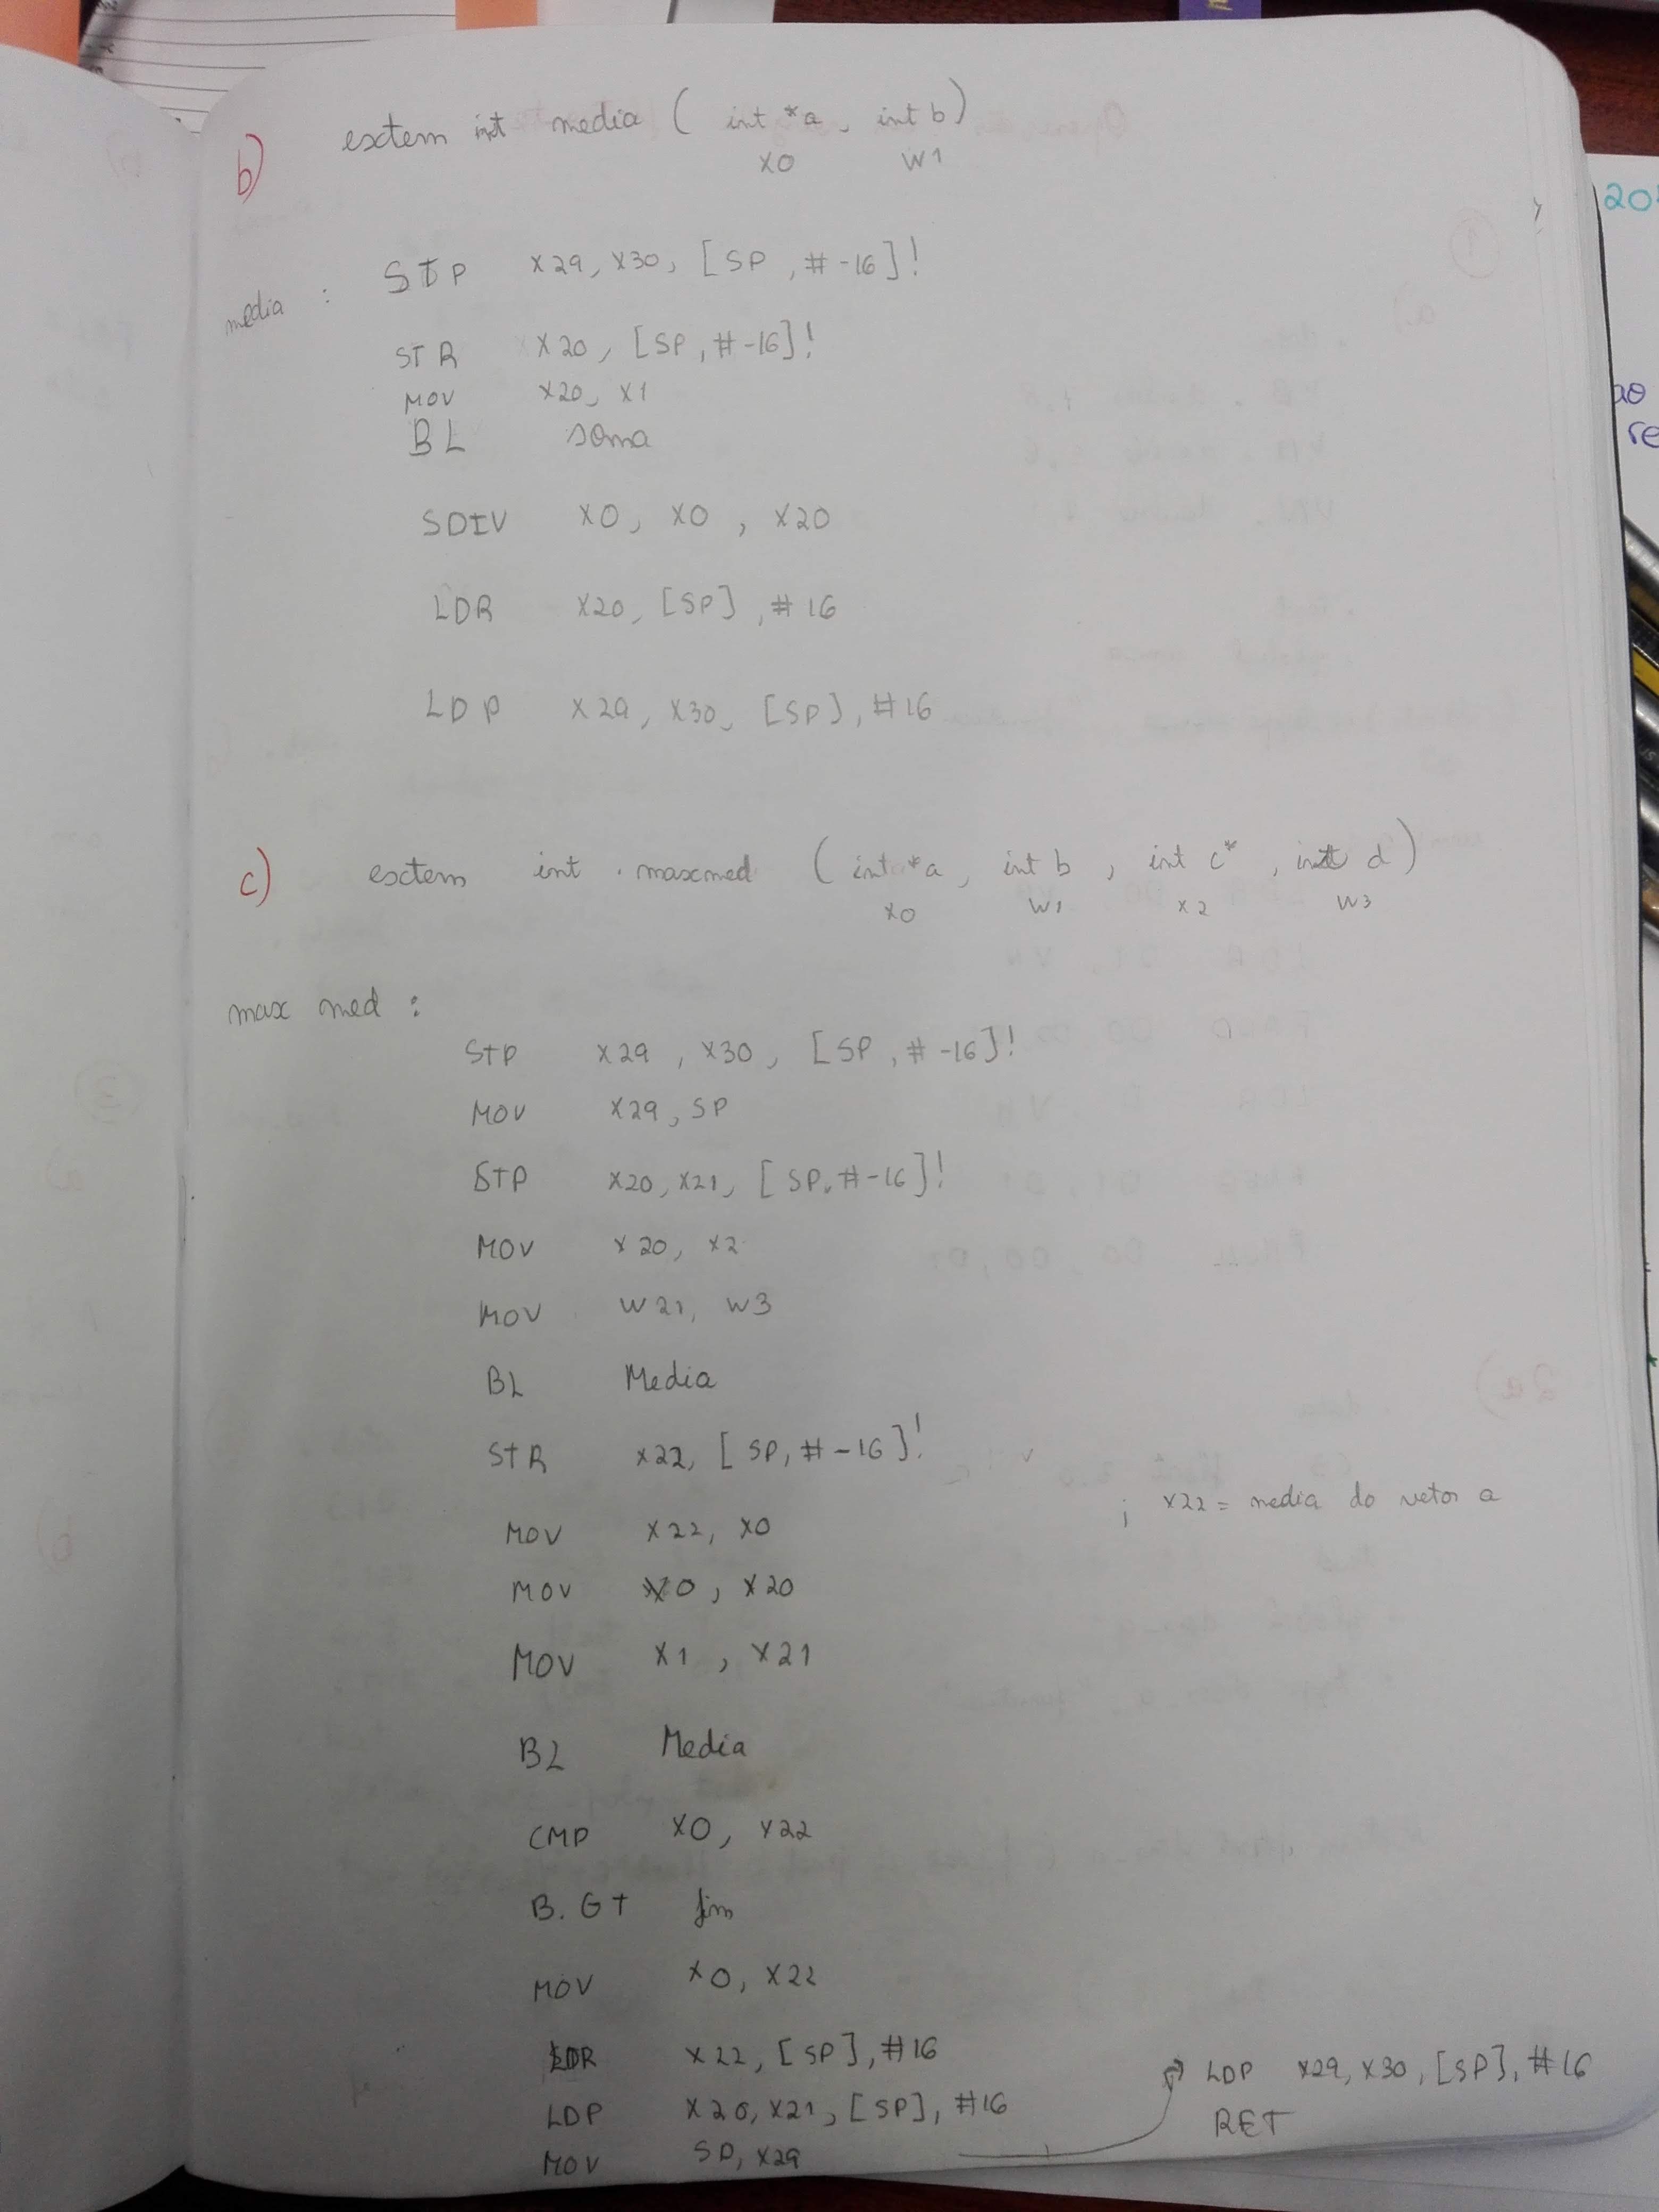 b) extern int media ( int *a, int b)
X0 W1
media : STP X29, X30, [SP, #-16]!
STR X20, [SP, #-16]!
MOV X20, X1
BL soma
SDIV X0, X0, X20
LDR X20, [SP], #16
LDP X29, X30, [SP], #16
c) extern int maxmed ( int *a, int b, int c*, int d)
X0 W1 X2 W3
max med :
STP X29, X30, [SP, #-16]!
MOV X29, SP
STP X20, X21, [SP, #-16]!
MOV X20, X2
MOV W21, W3
BL Media
STR X22, [SP, #-16]!
; X22 = media do vetor a
MOV X22, X0
MOV X0, X20
MOV X1, X21
BL Media
CMP X0, X22
B.GT fim
MOV X0, X22
LDR X22, [SP], #16
LDP X20, X21, [SP], #16
MOV SP, X29
LDP X29, X30, [SP], #16
RET
20
ao
re